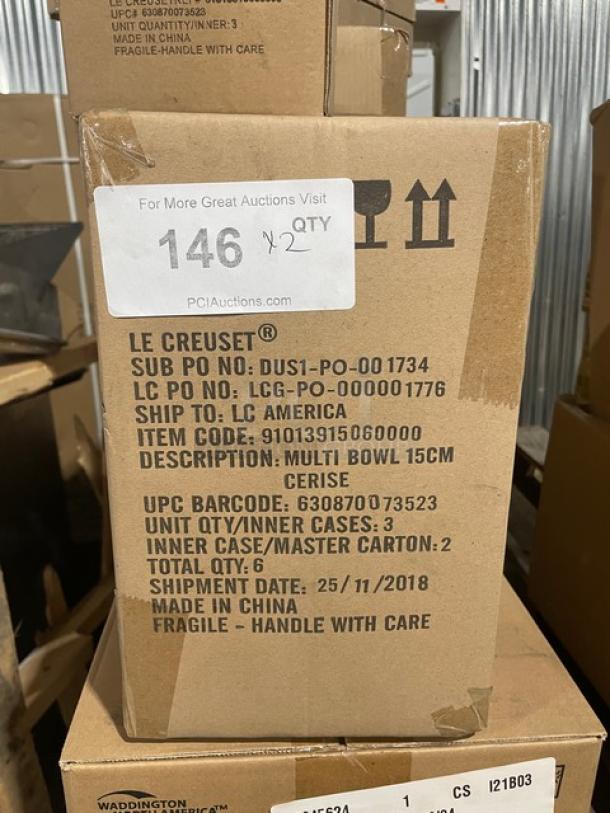 UPC# 630870073523
UNIT QUANTITY/INNER: 3
MADE IN CHINA
FRAGILE-HANDLE WITH CARE
For More Great Auctions Visit
146 x2 QTY
PCIAuctions.com
LE CREUSET®
SUB PO NO: DUS1-PO-001734
LC PO NO: LCG-PO-000001776
SHIP TO: LC AMERICA
ITEM CODE: 91013915060000
DESCRIPTION: MULTI BOWL 15CM
CERISE
UPC BARCODE: 630870073523
UNIT QTY/INNER CASES: 3
INNER CASE/MASTER CARTON: 2
TOTAL QTY: 6
SHIPMENT DATE: 25/11/2018
MADE IN CHINA
FRAGILE - HANDLE WITH CARE
WADDINGTON
1 CS I21B03